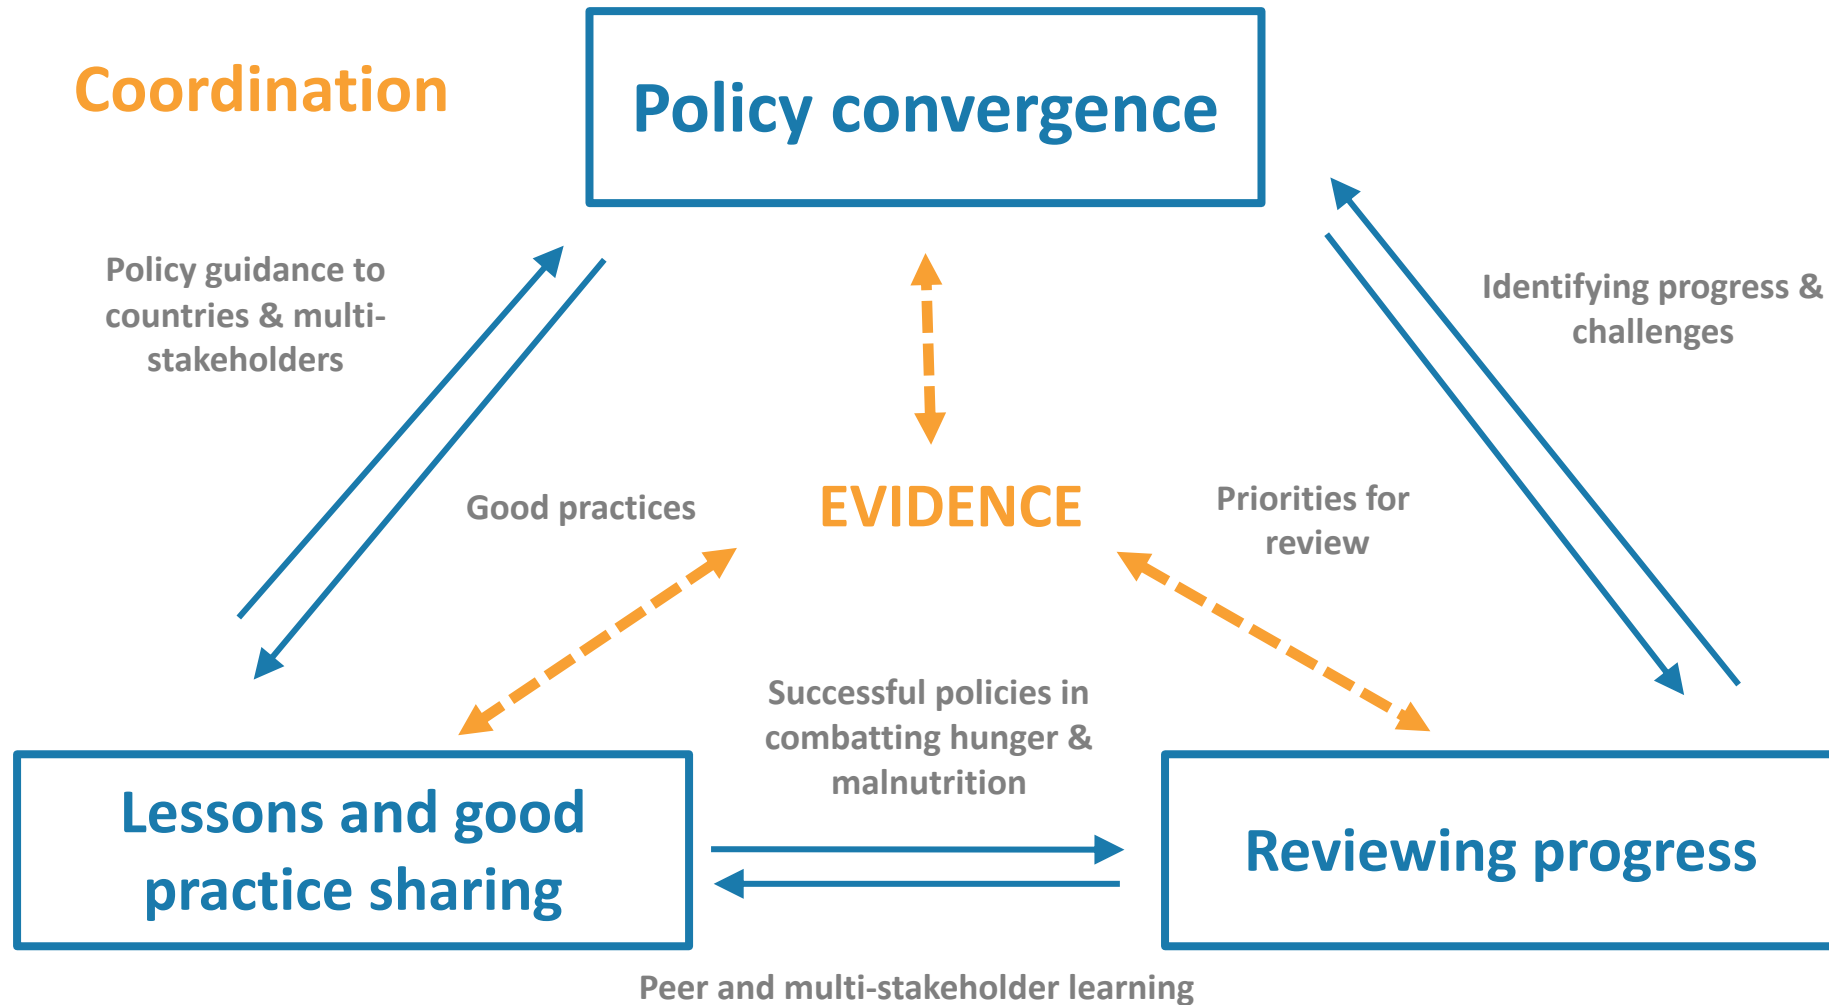 Coordination
Policy convergence
Policy guidance to
countries & multi-
stakeholders
Identifying progress &
challenges
Good practices
EVIDENCE
Priorities for
review
Successful policies in
combatting hunger &
malnutrition
Lessons and good
practice sharing
Reviewing progress
Peer and multi-stakeholder learning